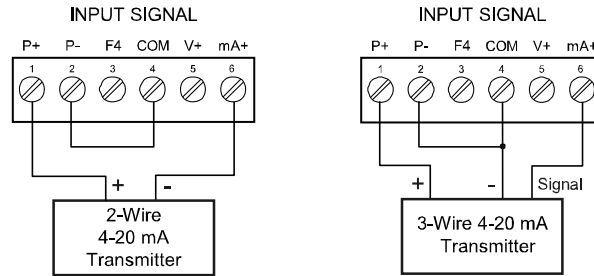 INPUT SIGNAL
P+ P- F4 COM V+ mA+
1 2 3 4 5 6
+ -
2-Wire
4-20 mA
Transmitter
INPUT SIGNAL
P+ P- F4 COM V+ mA+
1 2 3 4 5 6
+ - Signal
3-Wire 4-20 mA
Transmitter